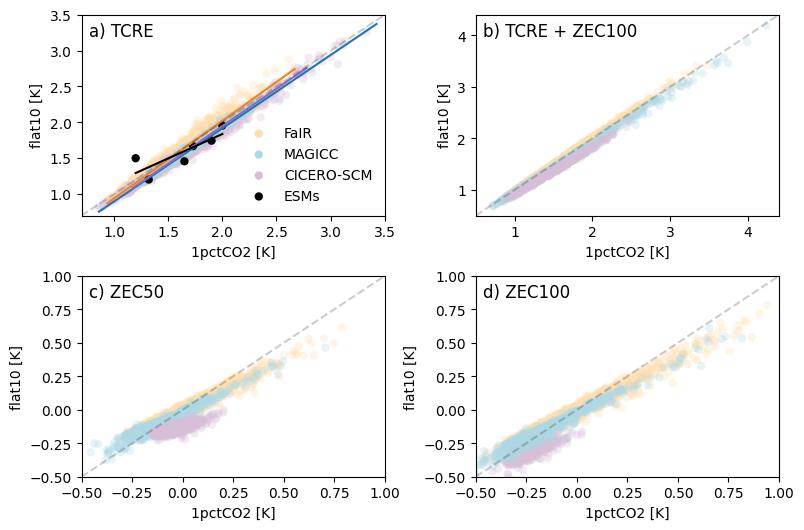 a) TCRE
3.5
3.0
2.5
2.0
1.5
1.0
flat10 [K]
FaIR
MAGICC
CICERO-SCM
ESMs
1.0 1.5 2.0 2.5 3.0 3.5
1pctCO2 [K]
b) TCRE + ZEC100
4
3
2
1
flat10 [K]
1 2 3 4
1pctCO2 [K]
c) ZEC50
1.00
0.75
0.50
0.25
0.00
−0.25
−0.50
flat10 [K]
−0.50 −0.25 0.00 0.25 0.50 0.75 1.00
1pctCO2 [K]
d) ZEC100
1.00
0.75
0.50
0.25
0.00
−0.25
−0.50
flat10 [K]
−0.50 −0.25 0.00 0.25 0.50 0.75 1.00
1pctCO2 [K]